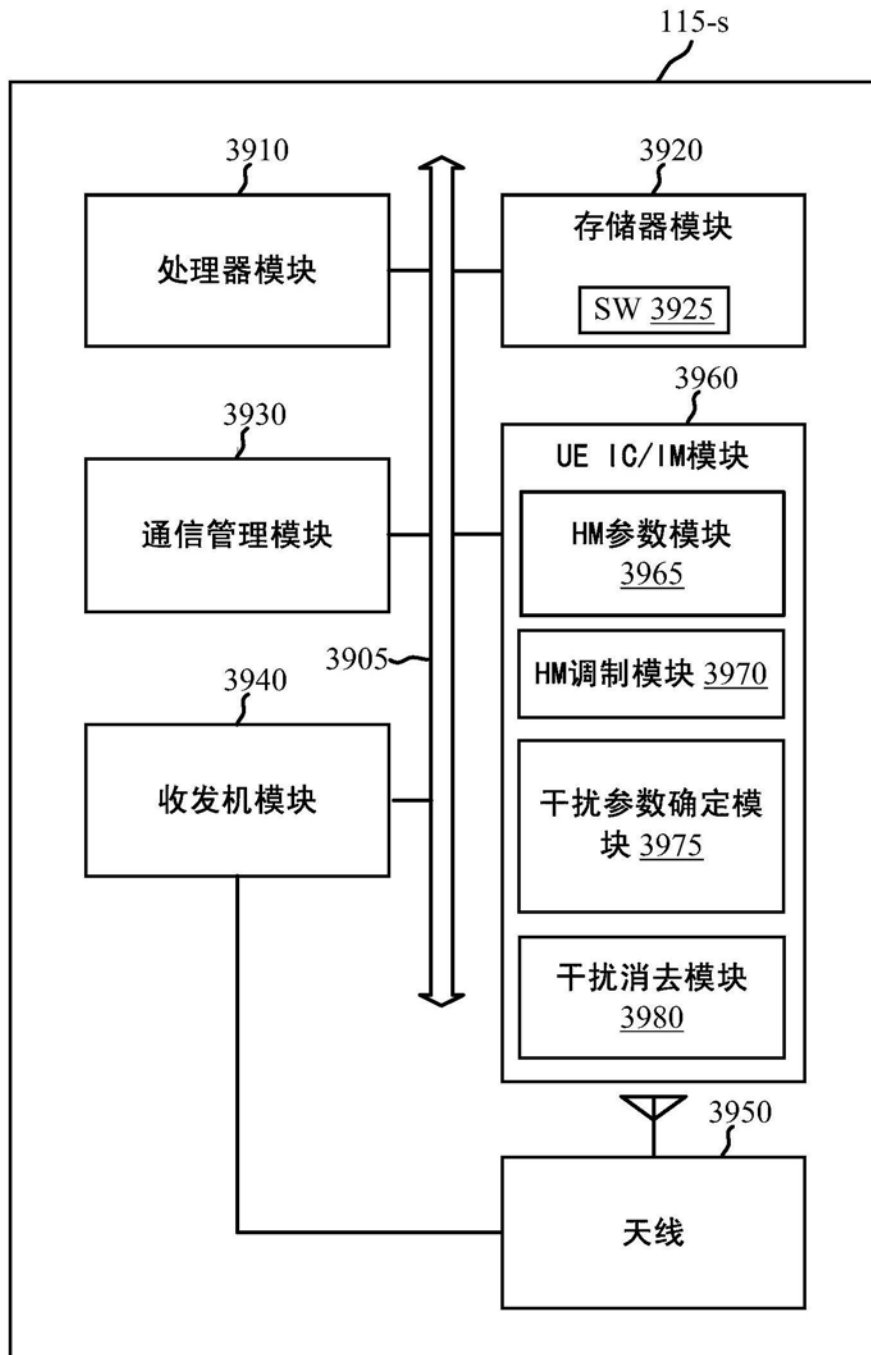 115-s
3910
处理器模块
3920
存储器模块
SW 3925
3930
通信管理模块
3960
UE IC/IM模块
HM参数模块
3965
HM调制模块 3970
3905
3940
收发机模块
干扰参数确定模
块 3975
干扰消去模块
3980
3950
天线